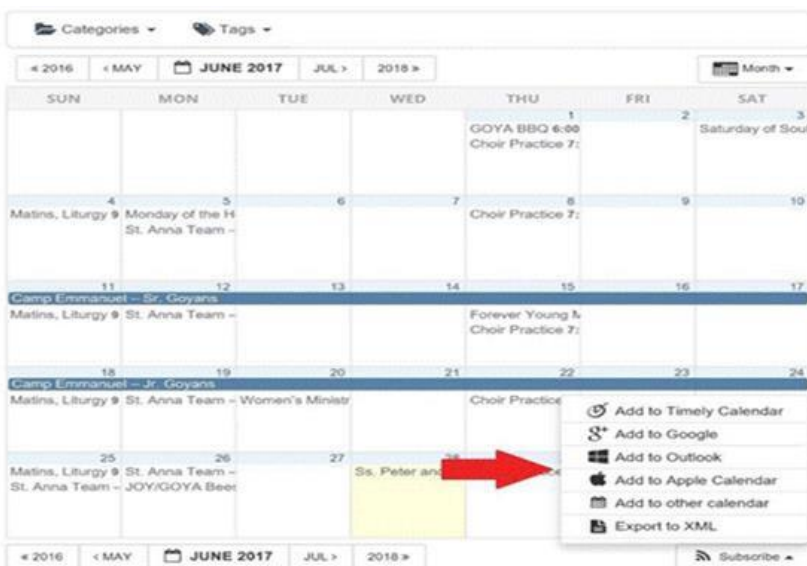 Categories Tags
« 2016 < MAY JUNE 2017 JUL > 2018 » Month
SUN MON TUE WED THU FRI SAT
1 2 3
GOYA BBQ 6:00 Saturday of Soul
Choir Practice 7:
4 5 6 7 8 9 10
Matins, Liturgy 9 Monday of the H Choir Practice 7:
St. Anna Team –
11 12 13 14 15 16 17
Camp Emmanuel – Sr. Goyans
Matins, Liturgy 9 St. Anna Team – Forever Young M
Choir Practice 7:
18 19 20 21 22 23 24
Camp Emmanuel – Jr. Goyans
Matins, Liturgy 9 St. Anna Team – Women's Ministr Choir Practice
25 26 27 28
Matins, Liturgy 9 St. Anna Team – Ss. Peter and
St. Anna Team – JOY/GOYA Bees
Add to Timely Calendar
Add to Google
Add to Outlook
Add to Apple Calendar
Add to other calendar
Export to XML
« 2016 < MAY JUNE 2017 JUL > 2018 » Subscribe